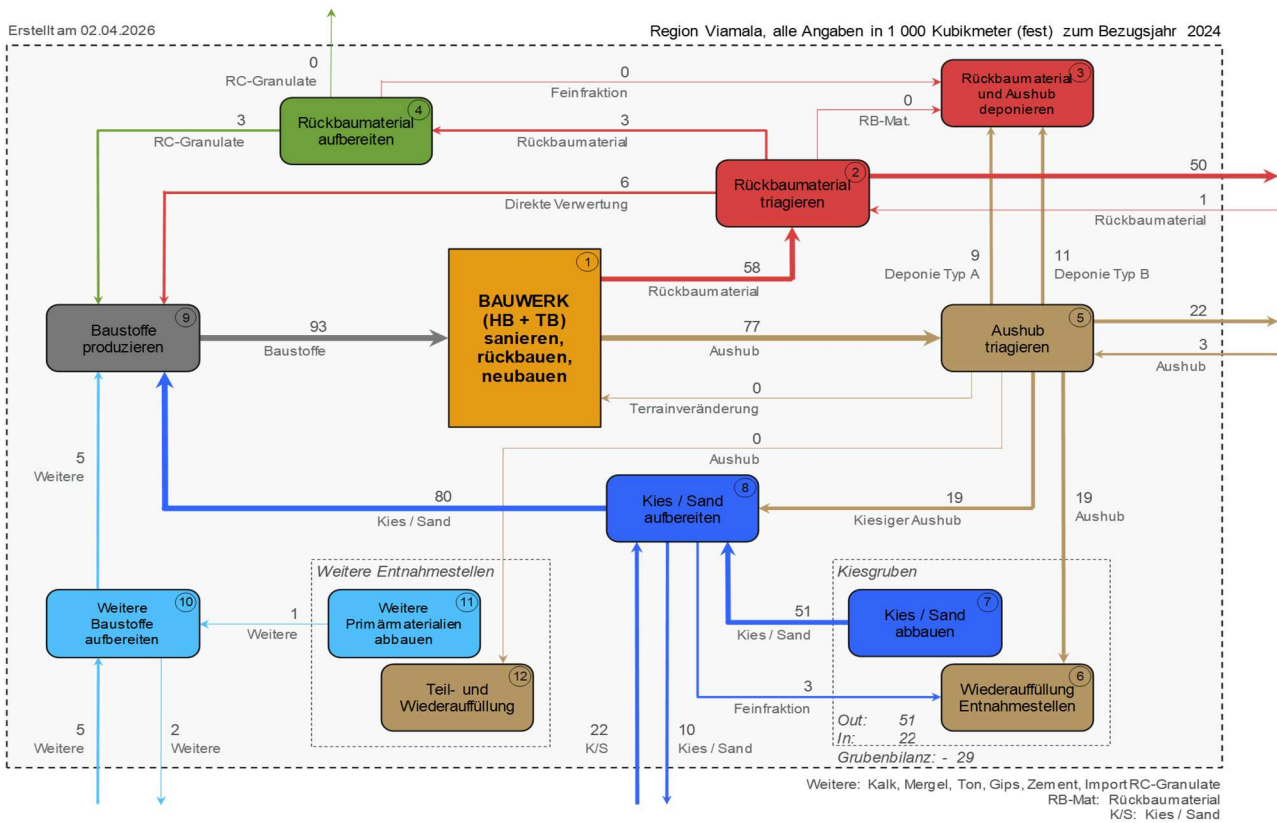 Erstellt am 02.04.2026
Region Viamala, alle Angaben in 1 000 Kubikmeter (fest) zum Bezugsjahr 2024
0
RC-Granulate
4
Rückbaumaterial
aufbereiten
0
Feinfraktion
3
Rückbaumaterial
und Aushub
deponieren
0
RB-Mat.
3
RC-Granulate
3
Rückbaumaterial
2
Rückbaumaterial
triagieren
50
1
Rückbaumaterial
6
Direkte Verwertung
1
BAUWERK
(HB + TB)
sanieren,
rückbauen,
neubauen
58
Rückbaumaterial
9
Deponie Typ A
11
Deponie Typ B
9
Baustoffe
produzieren
93
Baustoffe
77
Aushub
5
Aushub
triagieren
22
3
Aushub
0
Terrainveränderung
0
Aushub
5
Weitere
80
Kies / Sand
8
Kies / Sand
aufbereiten
19
Kiesiger Aushub
19
Aushub
Weitere Entnahmestellen
Kiesgruben
10
Weitere
Baustoffe
aufbereiten
1
Weitere
11
Weitere
Primärmaterialien
abbauen
51
Kies / Sand
7
Kies / Sand
abbauen
12
Teil- und
Wiederauffüllung
3
Feinfraktion
6
Wiederauffüllung
Entnahmestellen
5
Weitere
2
Weitere
22
K/S
10
Kies / Sand
Out: 51
In: 22
Grubenbilanz: - 29
Weitere: Kalk, Mergel, Ton, Gips, Zement, Import RC-Granulate
RB-Mat: Rückbaumaterial
K/S: Kies / Sand